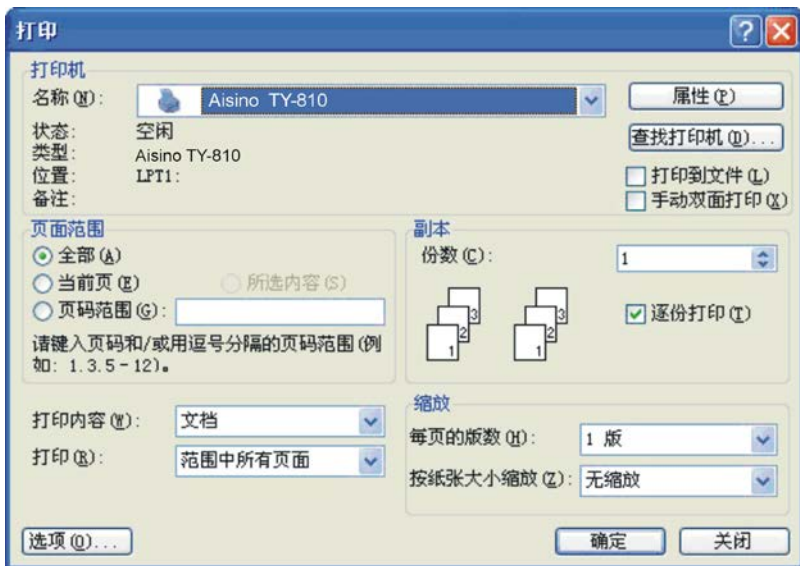 打印
打印机
名称(N): Aisino TY-810 属性(P)
状态: 空闲 查找打印机(D)...
类型: Aisino TY-810
位置: LPT1: 打印到文件(L)
备注: 手动双面打印(X)
页面范围
全部(A)
当前页(E) 所选内容(S)
页码范围(G):
请键入页码和/或用逗号分隔的页码范围(例
如: 1.3.5-12)。
副本
份数(C): 1
1 2 3 1 2 3
逐份打印(T)
打印内容(W): 文档
打印(R): 范围中所有页面
缩放
每页的版数(H): 1 版
按纸张大小缩放(Z): 无缩放
选项(O)... 确定 关闭